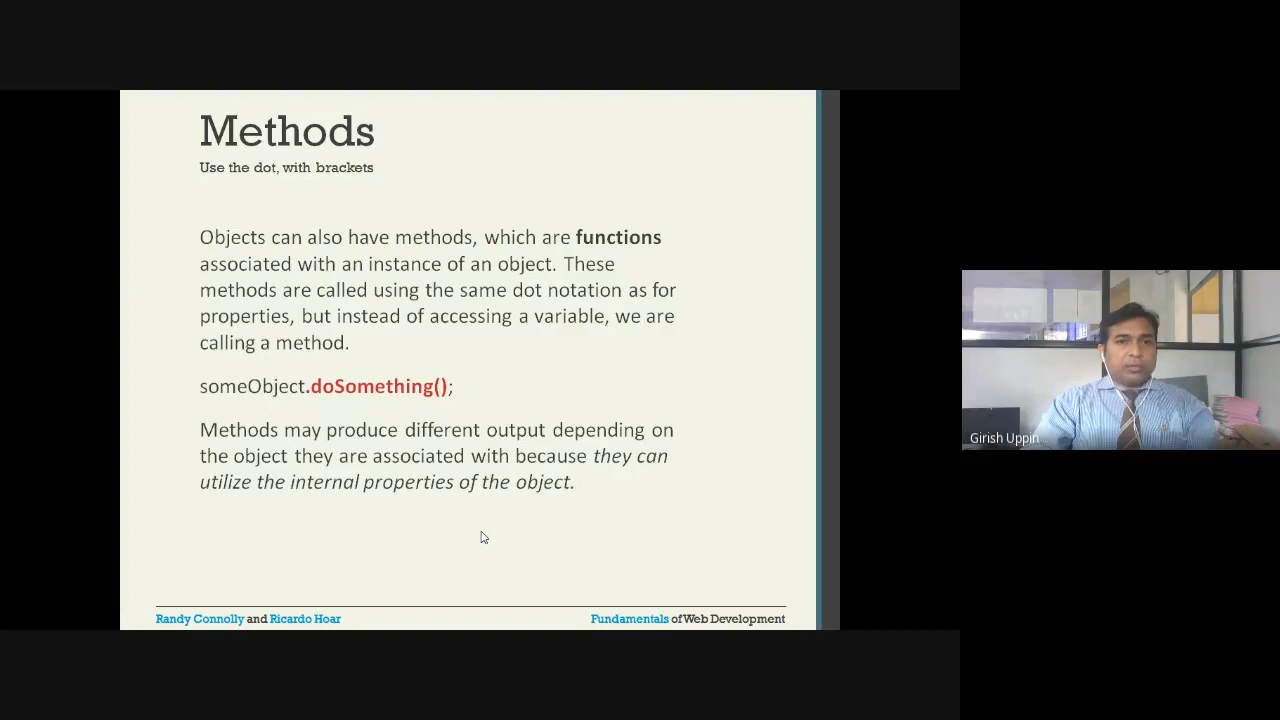 Methods
Use the dot, with brackets
Objects can also have methods, which are functions
associated with an instance of an object. These
methods are called using the same dot notation as for
properties, but instead of accessing a variable, we are
calling a method.
someObject.doSomething();
Methods may produce different output depending on
the object they are associated with because they can
utilize the internal properties of the object.
Randy Connolly and Ricardo Hoar
Fundamentals of Web Development
Girish Uppin